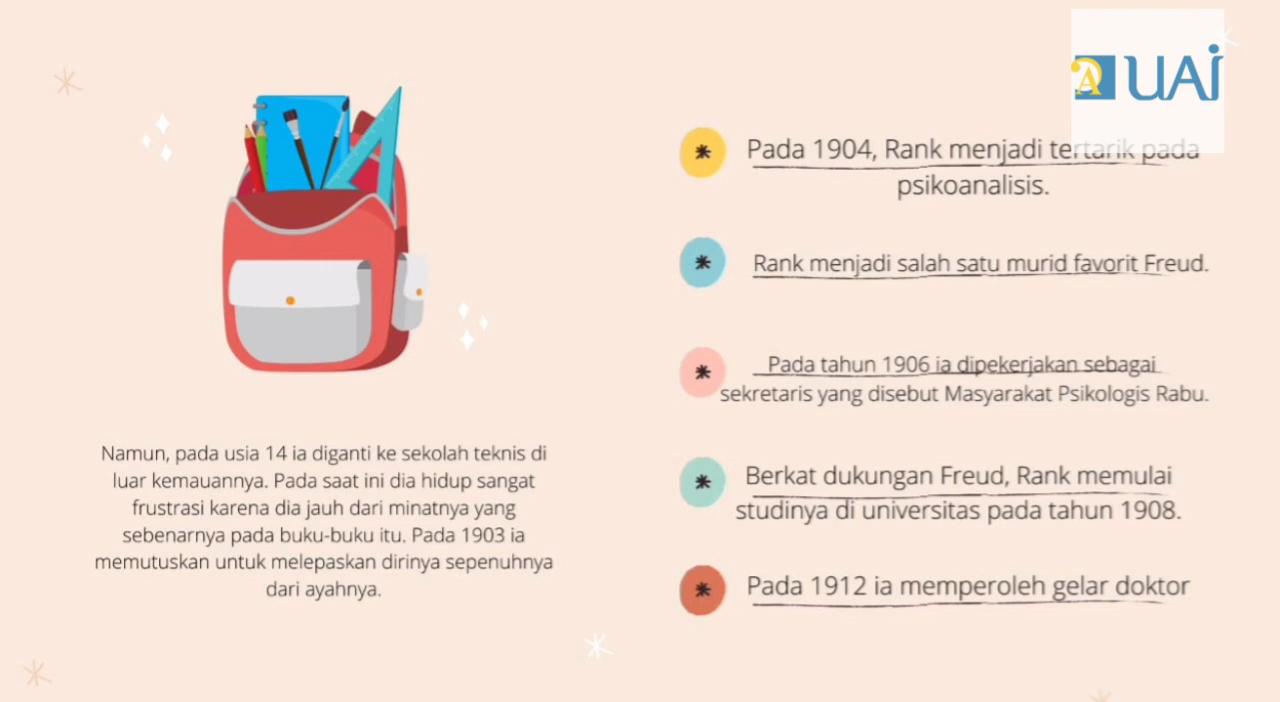 UAI
Pada 1904, Rank menjadi tertarik pada
psikoanalisis.
Rank menjadi salah satu murid favorit Freud.
Pada tahun 1906 ia dipekerjakan sebagai
sekretaris yang disebut Masyarakat Psikologis Rabu.
Berkat dukungan Freud, Rank memulai
studinya di universitas pada tahun 1908.
Pada 1912 ia memperoleh gelar doktor
Namun, pada usia 14 ia diganti ke sekolah teknis di
luar kemauannya. Pada saat ini dia hidup sangat
frustrasi karena dia jauh dari minatnya yang
sebenarnya pada buku-buku itu. Pada 1903 ia
memutuskan untuk melepaskan dirinya sepenuhnya
dari ayahnya.